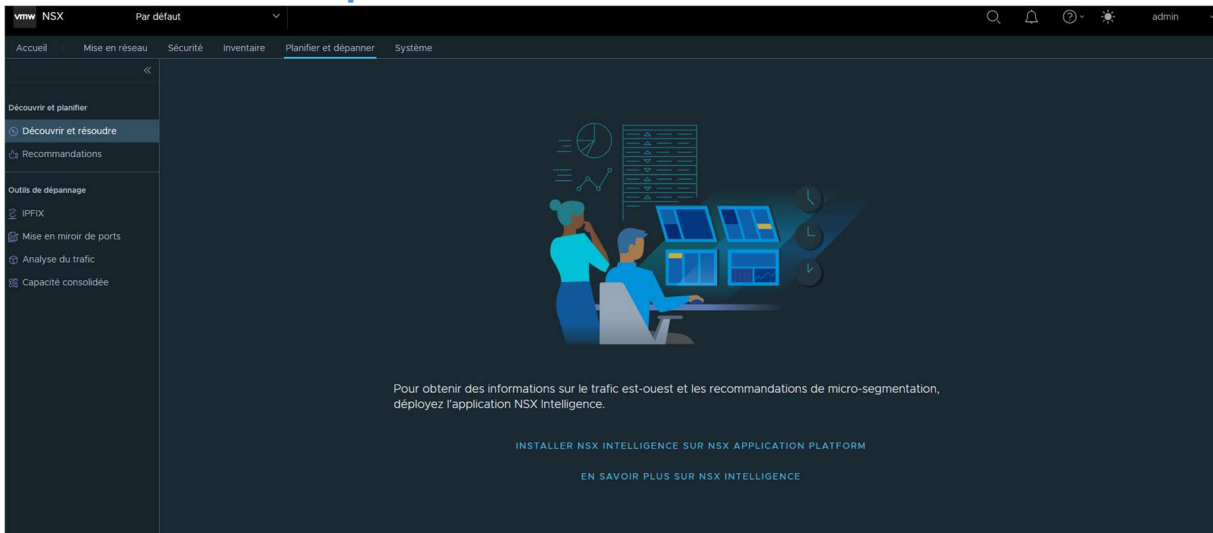 vmw NSX Par défaut admin
Accueil Mise en réseau Sécurité Inventaire Planifier et dépanner Système
Découvrir et planifier
Découvrir et résoudre
Recommandations
Outils de dépannage
IPFIX
Mise en miroir de ports
Analyse du trafic
Capacité consolidée
Pour obtenir des informations sur le trafic est-ouest et les recommandations de micro-segmentation,
déployez l'application NSX Intelligence.
INSTALLER NSX INTELLIGENCE SUR NSX APPLICATION PLATFORM
EN SAVOIR PLUS SUR NSX INTELLIGENCE